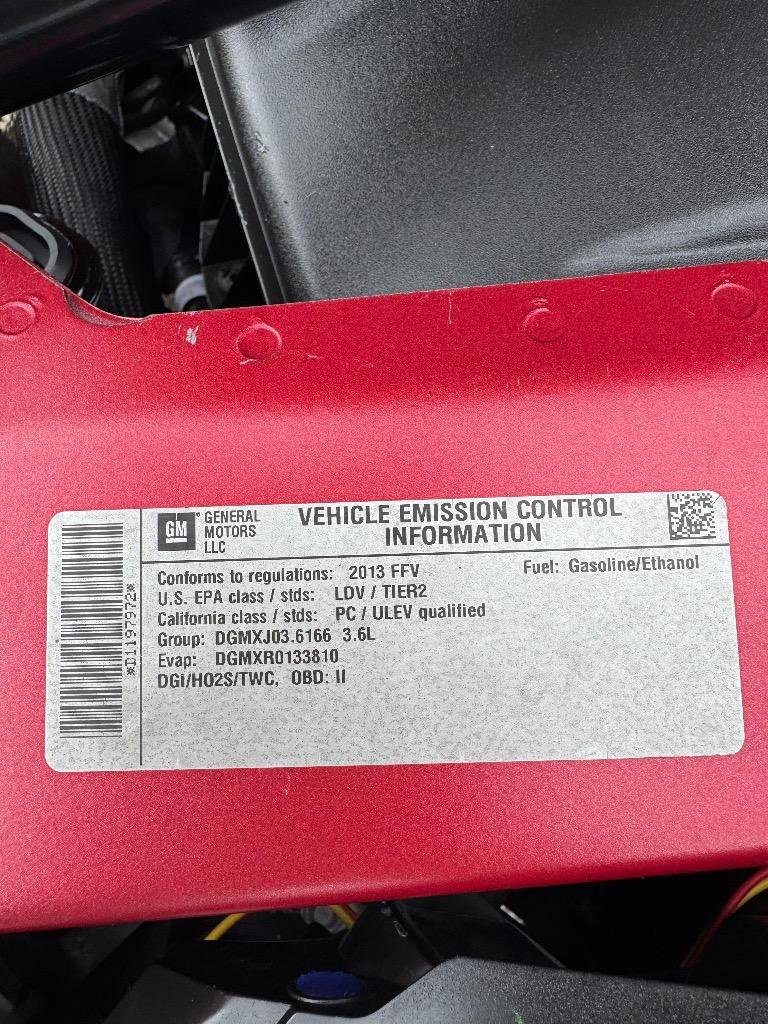 GM
GENERAL
MOTORS
LLC
VEHICLE EMISSION CONTROL
INFORMATION
Conforms to regulations: 2013 FFV Fuel: Gasoline/Ethanol
U.S. EPA class / stds: LDV / TIER2
California class / stds: PC / ULEV qualified
Group: DGMXJ03.6166 3.6L
Evap: DGMXR0133810
DGI/HO2S/TWC, OBD: II
*D1197972*